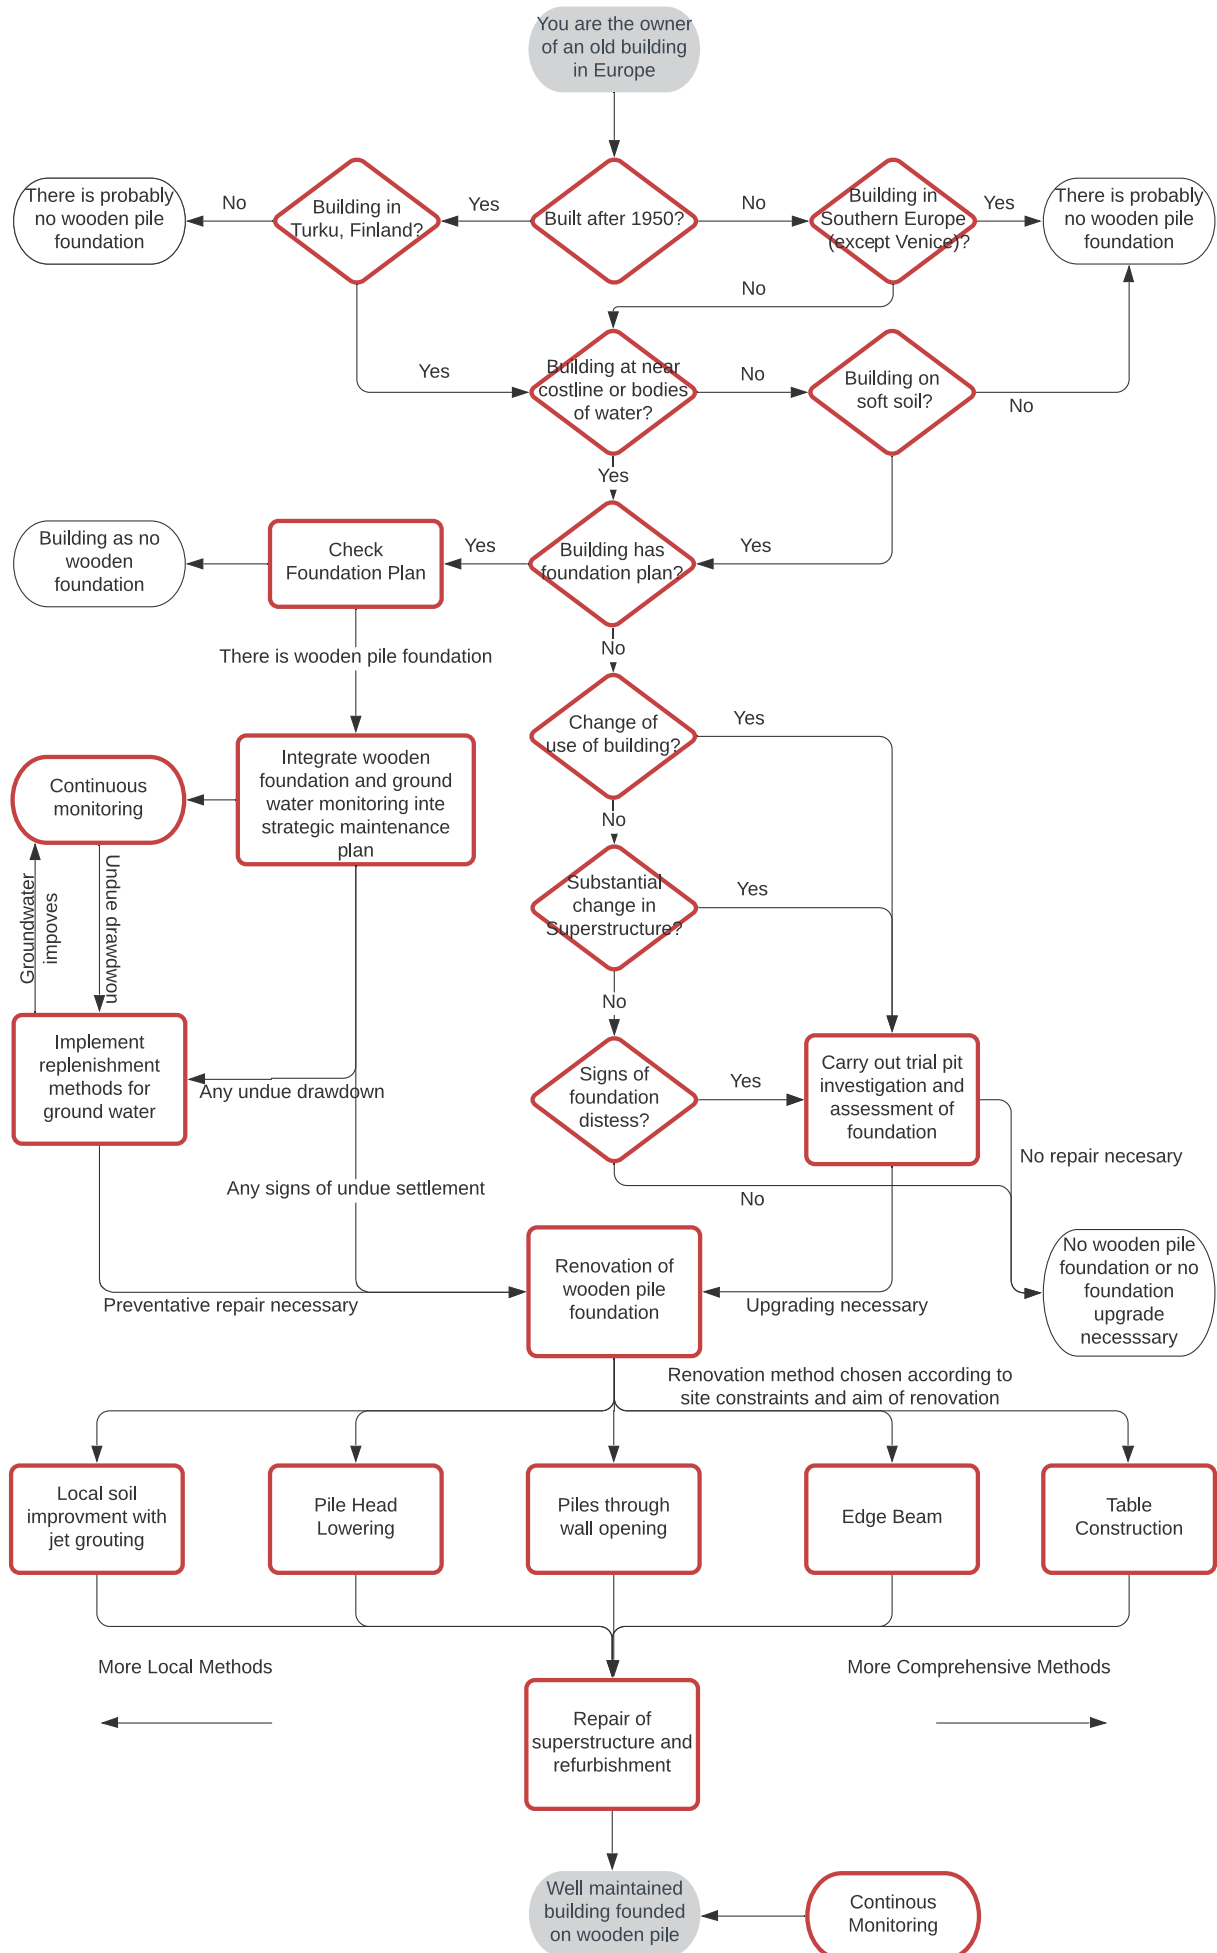 You are the owner
of an old building
in Europe
There is probably
no wooden pile
foundation
No
Building in
Turku, Finland?
Yes
Built after 1950?
No
Building in
Southern Europe
(except Venice)?
Yes
There is probably
no wooden pile
foundation
No
Yes
Building at near
costline or bodies
of water?
No
Building on
soft soil?
No
Yes
Building as no
wooden
foundation
Check
Foundation Plan
Yes
Building has
foundation plan?
Yes
There is wooden pile foundation
No
Continuous
monitoring
Integrate wooden
foundation and ground
water monitoring inte
strategic maintenance
plan
Change of
use of building?
Yes
No
Groundwater
impoves
Undue drawdwon
Substantial
change in
Superstructure?
Yes
No
Implement
replenishment
methods for
ground water
Any undue drawdown
Signs of
foundation
distess?
Yes
Carry out trial pit
investigation and
assessment of
foundation
No repair necesary
Any signs of undue settlement
No
Preventative repair necessary
Renovation of
wooden pile
foundation
Upgrading necessary
No wooden pile
foundation or no
foundation
upgrade
necesssary
Renovation method chosen according to
site constraints and aim of renovation
Local soil
improvment with
jet grouting
Pile Head
Lowering
Piles through
wall opening
Edge Beam
Table
Construction
More Local Methods
More Comprehensive Methods
Repair of
superstructure and
refurbishment
Well maintained
building founded
on wooden pile
Continous
Monitoring